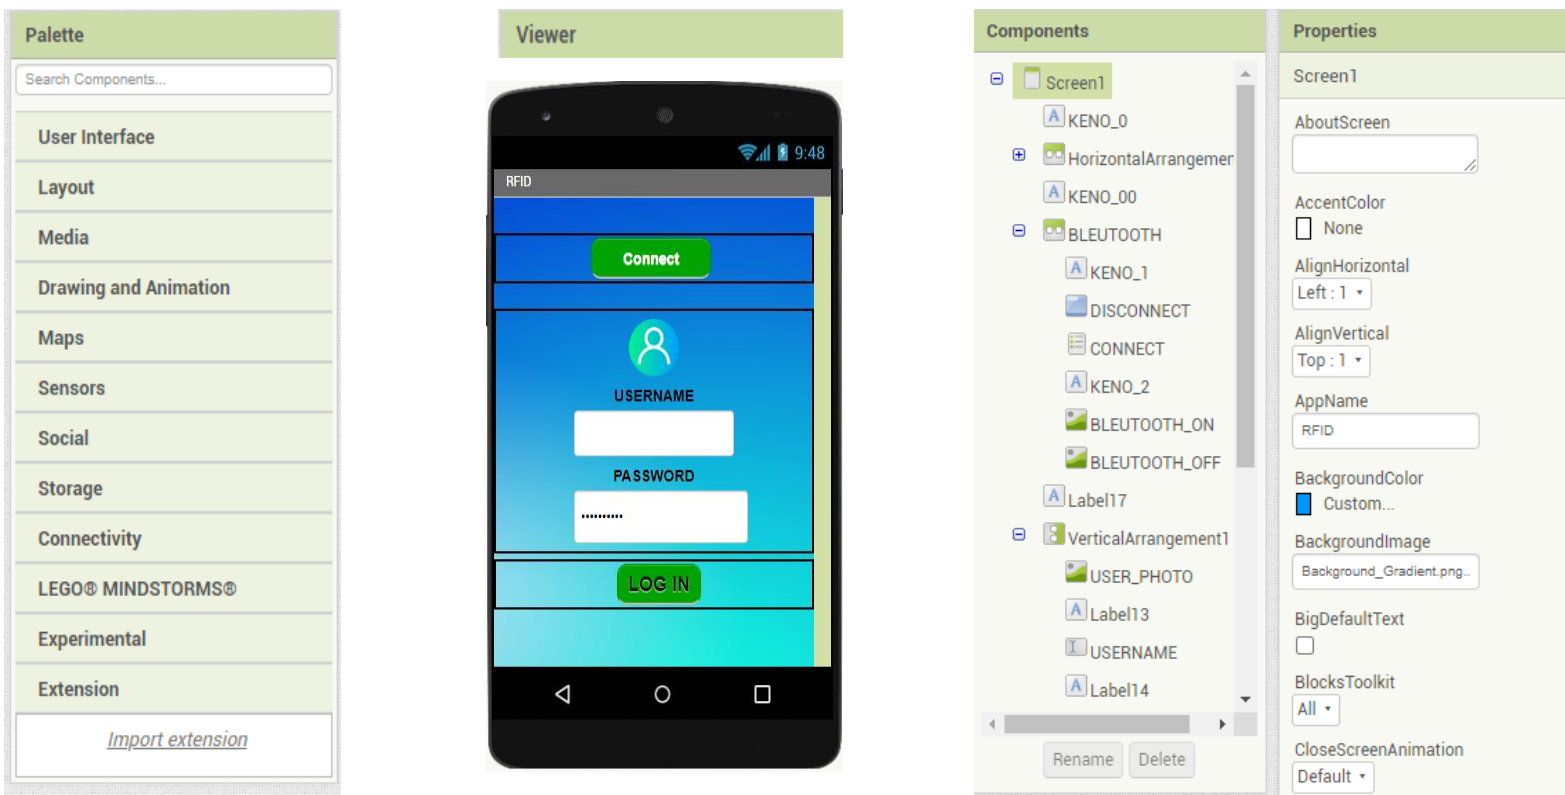 Palette
Search Components...
User Interface
Layout
Media
Drawing and Animation
Maps
Sensors
Social
Storage
Connectivity
LEGO® MINDSTORMS®
Experimental
Extension
Import extension
Viewer
9:48
RFID
Connect
USERNAME
PASSWORD
••••••••••
LOG IN
Components
Screen1
KENO_0
HorizontalArrangemen
KENO_00
BLEUTOOTH
KENO_1
DISCONNECT
CONNECT
KENO_2
BLEUTOOTH_ON
BLEUTOOTH_OFF
Label17
VerticalArrangement1
USER_PHOTO
Label13
USERNAME
Label14
Rename Delete
Properties
Screen1
AboutScreen
AccentColor
None
AlignHorizontal
Left : 1
AlignVertical
Top : 1
AppName
RFID
BackgroundColor
Custom...
BackgroundImage
Background_Gradient.png..
BigDefaultText
BlocksToolkit
All
CloseScreenAnimation
Default